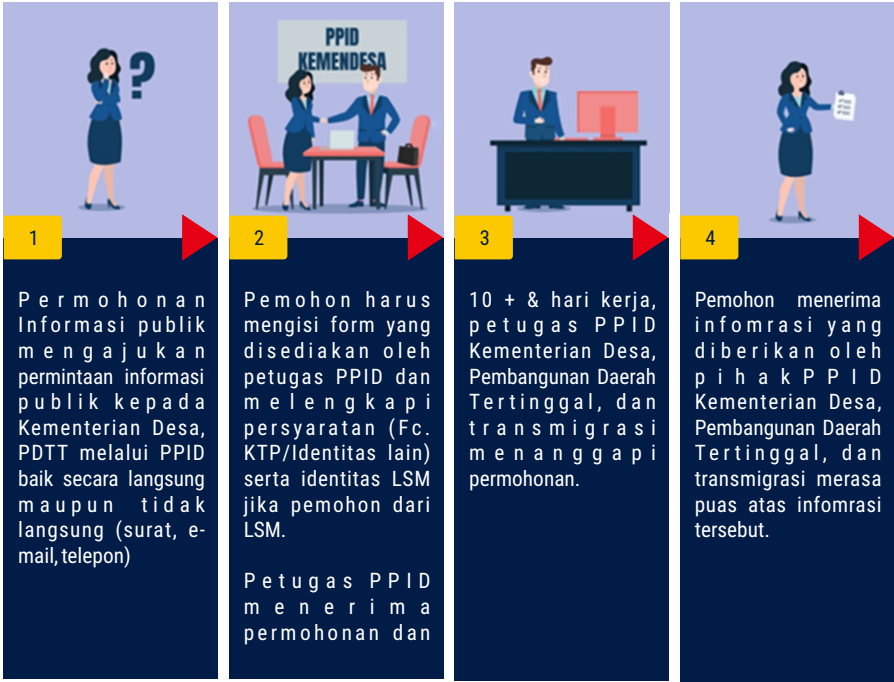 PPID
KEMENDESA
1
Permohonan
Informasi publik
mengajukan
permintaan informasi
publik kepada
Kementerian Desa,
PDTT melalui PPID
baik secara langsung
maupun tidak
langsung (surat, e-
mail, telepon)
2
Pemohon harus
mengisi form yang
disediakan oleh
petugas PPID dan
melengkapi
persyaratan (Fc.
KTP/Identitas lain)
serta identitas LSM
jika pemohon dari
LSM.
Petugas PPID
menerima
permohonan dan
3
10 + & hari kerja,
petugas PPID
Kementerian Desa,
Pembangunan Daerah
Tertinggal, dan
transmigrasi
menanggapi
permohonan.
4
Pemohon menerima
infomrasi yang
diberikan oleh
pihak PPID
Kementerian Desa,
Pembangunan Daerah
Tertinggal, dan
transmigrasi merasa
puas atas infomrasi
tersebut.